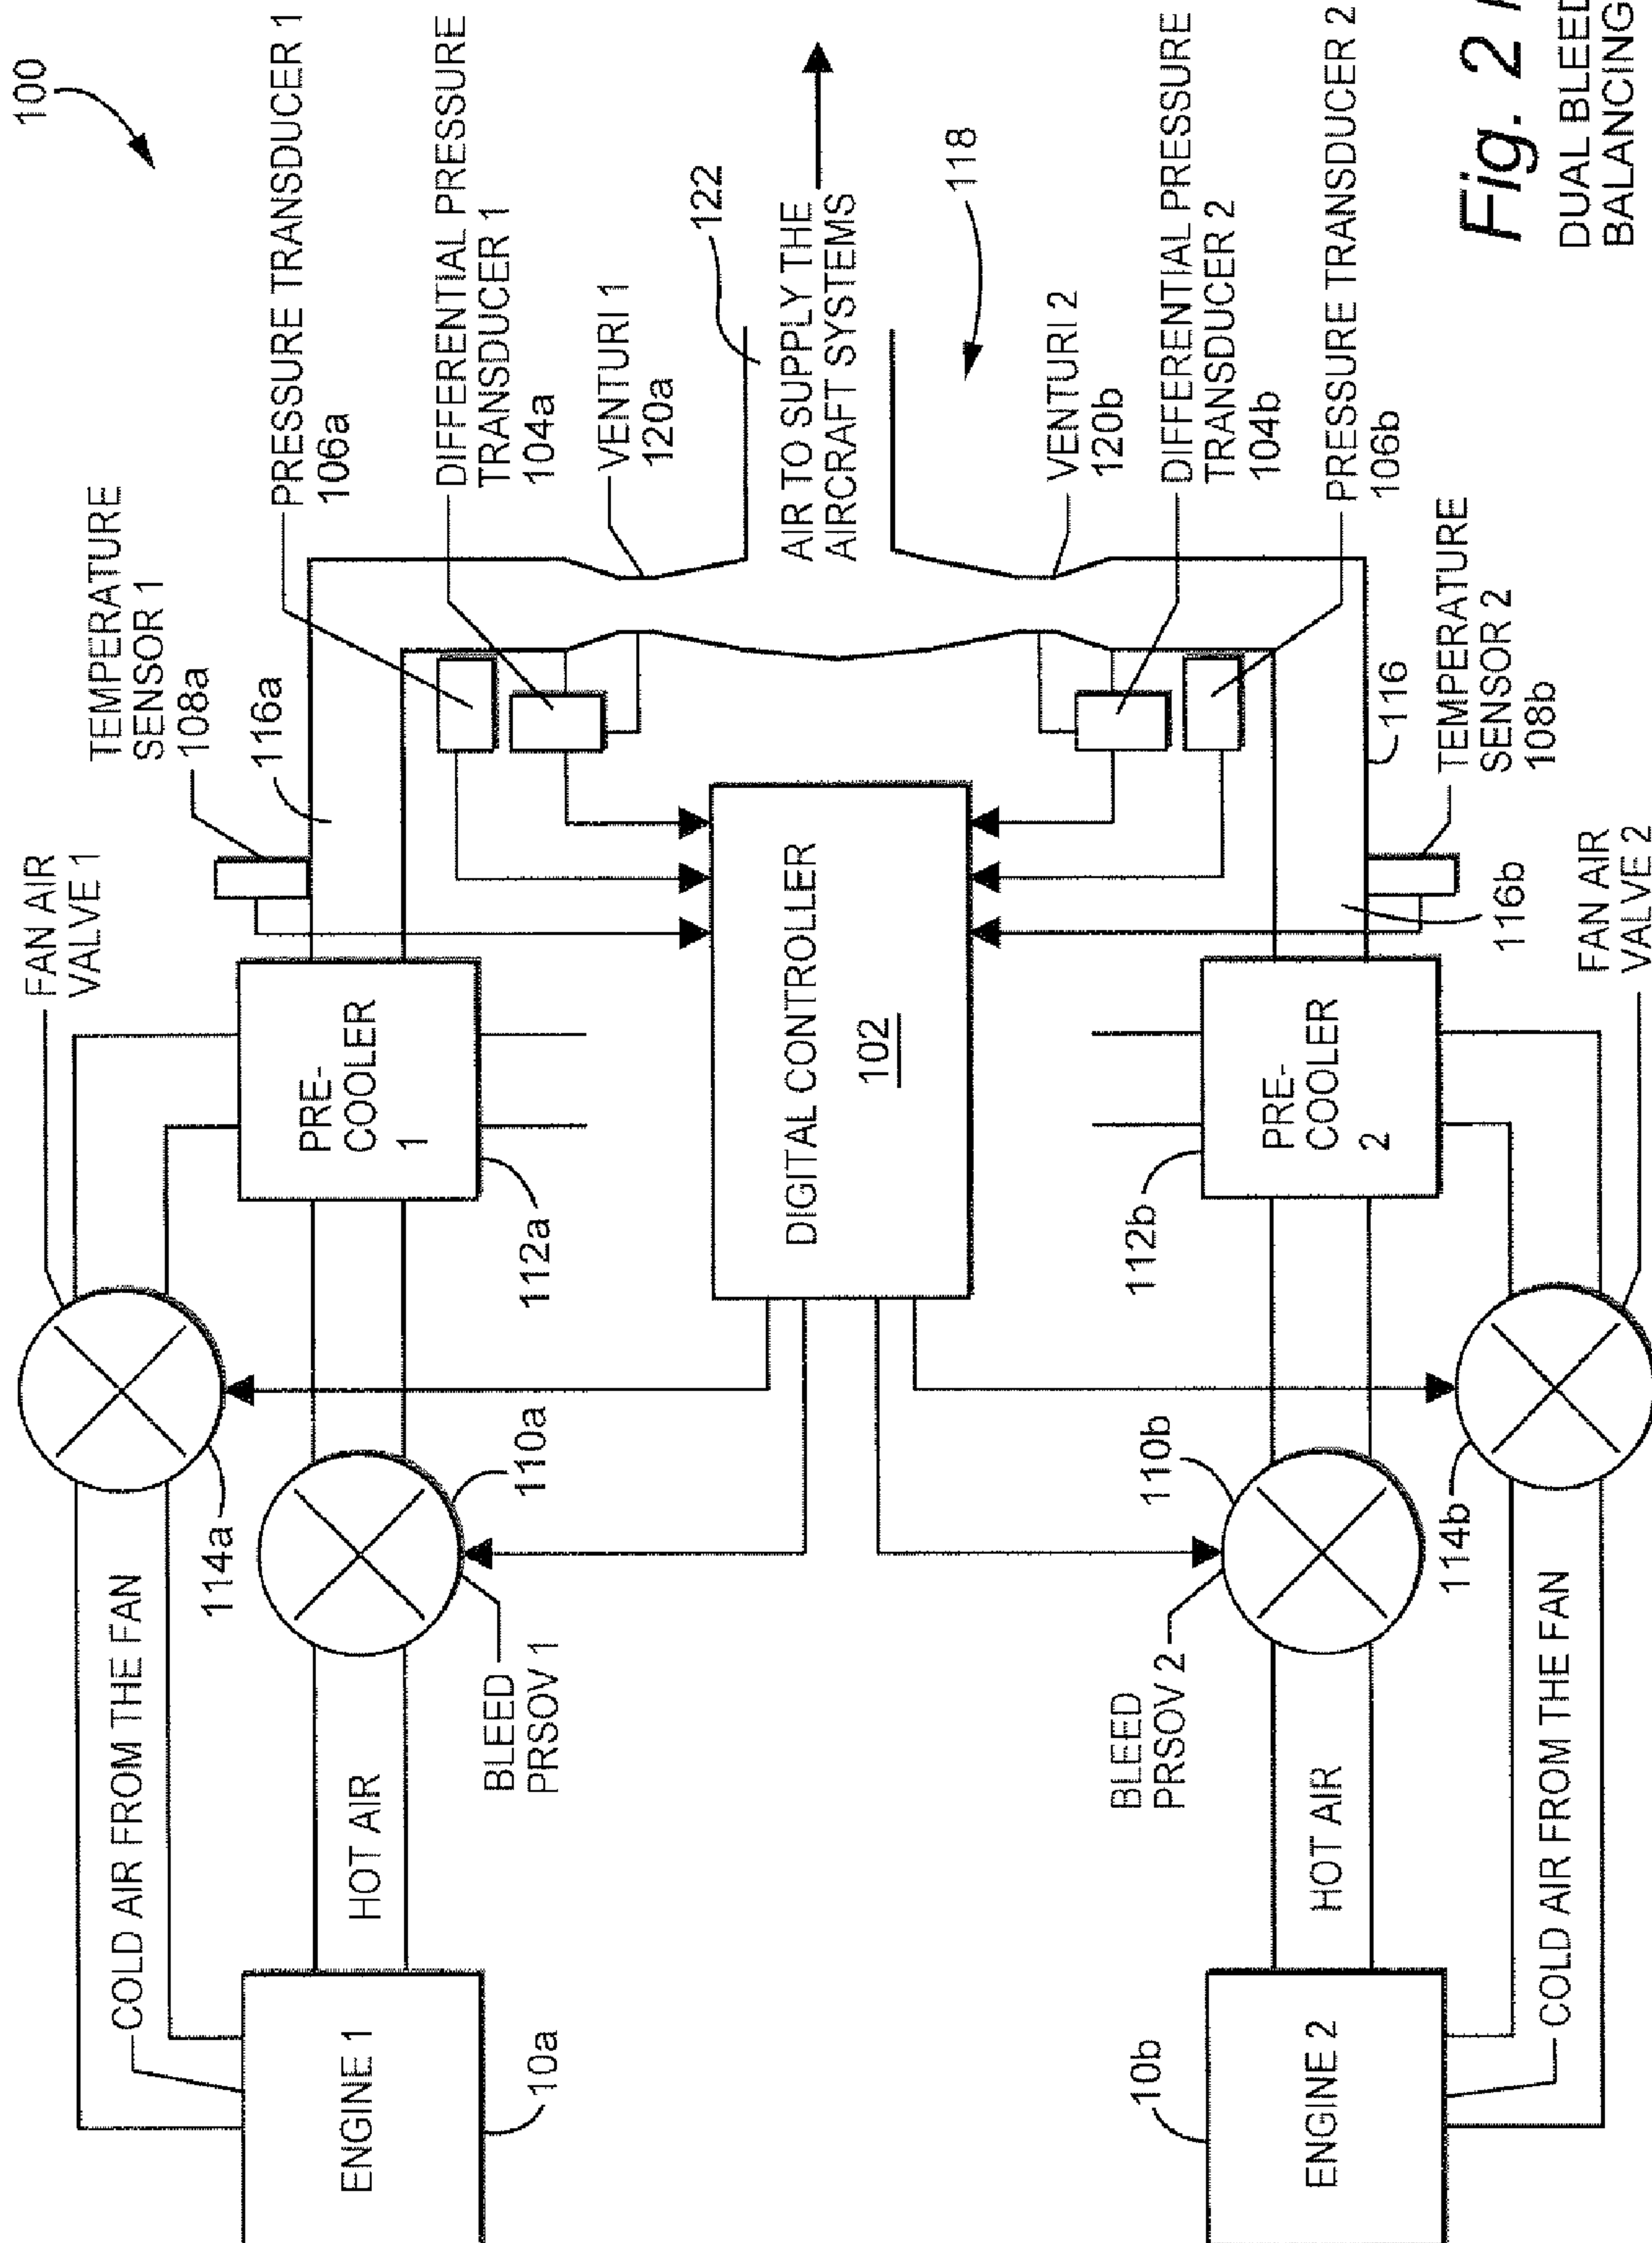 100
FAN AIR
VALVE 1
TEMPERATURE
SENSOR 1
108a
116a
PRESSURE TRANSDUCER 1
106a
DIFFERENTIAL PRESSURE
TRANSDUCER 1
104a
VENTURI 1
120a
122
AIR TO SUPPLY THE
AIRCRAFT SYSTEMS
118
VENTURI 2
120b
DIFFERENTIAL PRESSURE
TRANSDUCER 2
104b
PRESSURE TRANSDUCER 2
106b
116
TEMPERATURE
SENSOR 2
108b
116b
FAN AIR
VALVE 2
PRE-
COOLER
1
112a
DIGITAL CONTROLLER
102
PRE-
COOLER
2
112b
114a
110a
BLEED
PRSOV 1
110b
BLEED
PRSOV 2
114b
COLD AIR FROM THE FAN
HOT AIR
HOT AIR
COLD AIR FROM THE FAN
ENGINE 1
10a
ENGINE 2
10b
Fig. 2
DUAL BLEED
BALANCING